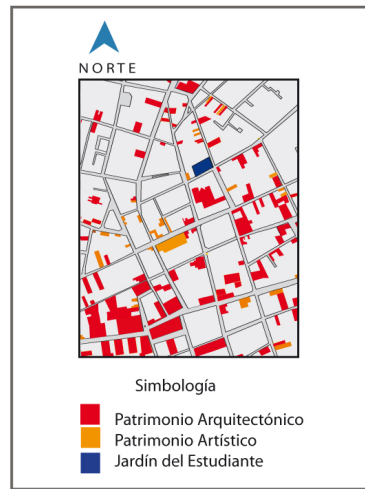 NORTE
Simbología
Patrimonio Arquitectónico
Patrimonio Artístico
Jardín del Estudiante